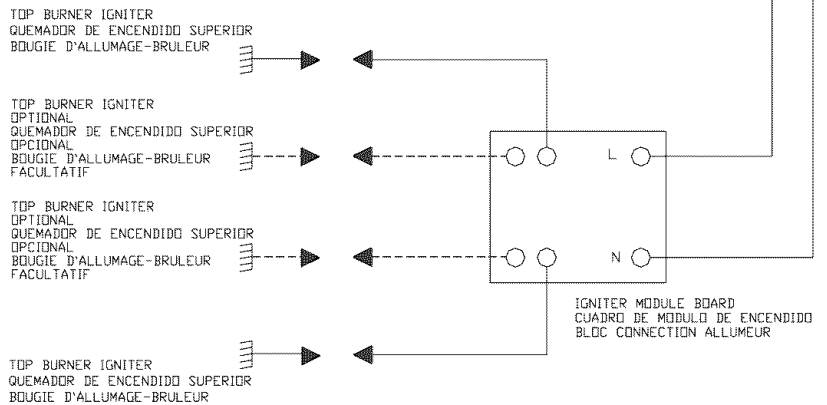 TOP BURNER IGNITER
QUEMADOR DE ENCENDIDO SUPERIOR
BOUGIE D'ALLUMAGE-BRULEUR
TOP BURNER IGNITER
OPTIONAL
QUEMADOR DE ENCENDIDO SUPERIOR
OPCIONAL
BOUGIE D'ALLUMAGE-BRULEUR
FACULTATIF
TOP BURNER IGNITER
OPTIONAL
QUEMADOR DE ENCENDIDO SUPERIOR
OPCIONAL
BOUGIE D'ALLUMAGE-BRULEUR
FACULTATIF
TOP BURNER IGNITER
QUEMADOR DE ENCENDIDO SUPERIOR
BOUGIE D'ALLUMAGE-BRULEUR
L
N
IGNITER MODULE BOARD
CUADRO DE MODULO DE ENCENDIDO
BLOC CONNECTION ALLUMEUR